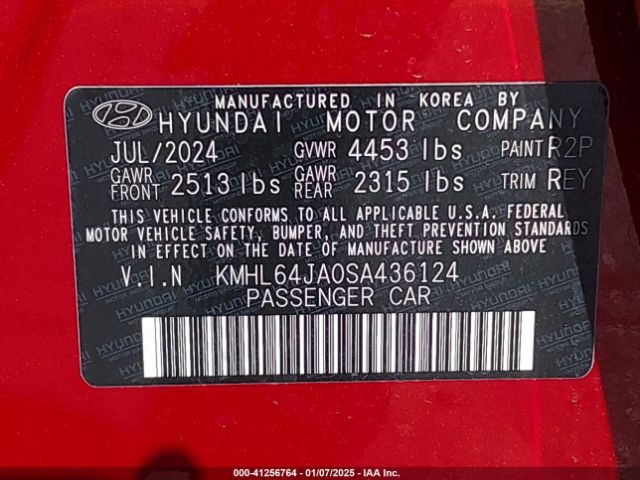 MANUFACTURED IN KOREA BY
HYUNDAI MOTOR COMPANY
JUL/2024 GVWR 4453 lbs PAINT R2P
GAWR FRONT 2513 lbs GAWR REAR 2315 lbs TRIM REY
THIS VEHICLE CONFORMS TO ALL APPLICABLE U.S.A. FEDERAL
MOTOR VEHICLE SAFETY, BUMPER, AND THEFT PREVENTION STANDARDS
IN EFFECT ON THE DATE OF MANUFACTURE SHOWN ABOVE
V.I.N KMHL64JA0SA436124
PASSENGER CAR
000-41256764 - 01/07/2025 - IAA Inc.